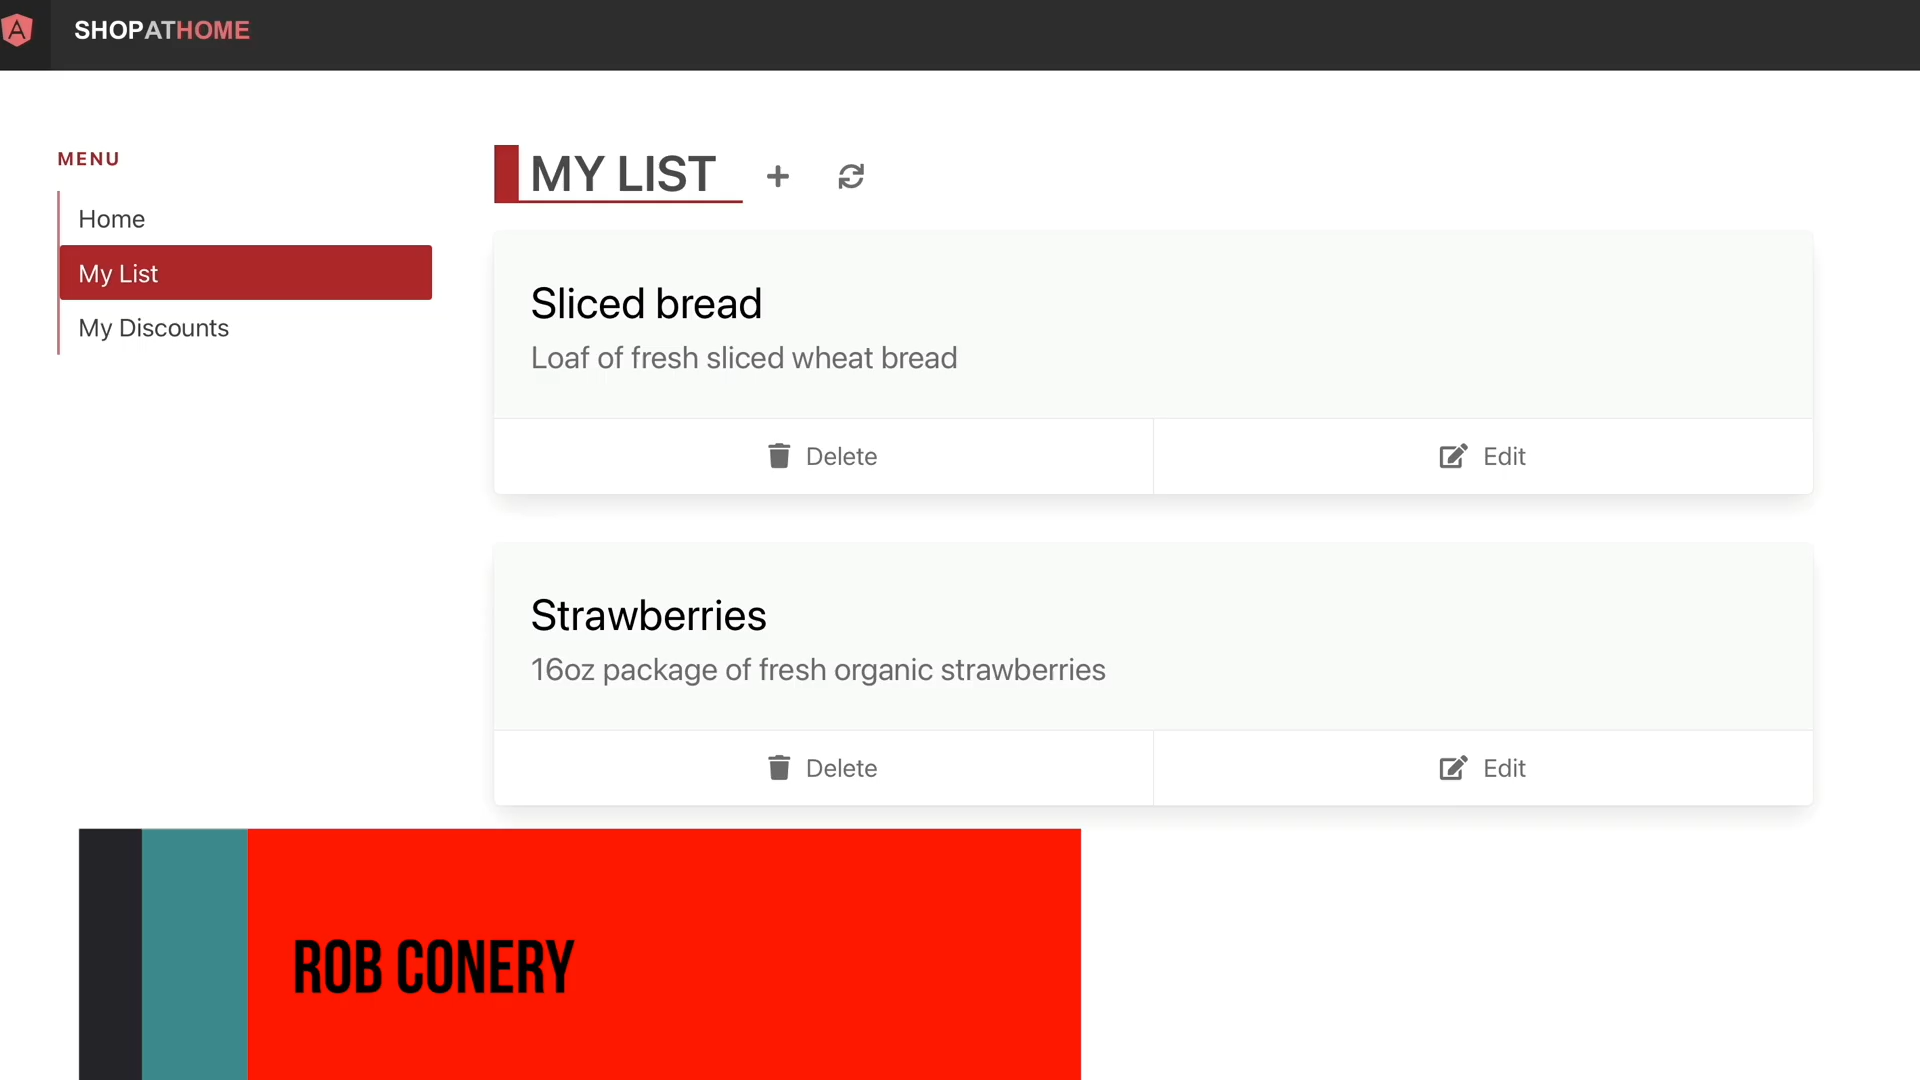 SHOPATHOME
MENU
Home
My List
My Discounts
MY LIST
Sliced bread
Loaf of fresh sliced wheat bread
Delete
Edit
Strawberries
16oz package of fresh organic strawberries
Delete
Edit
ROB CONERY